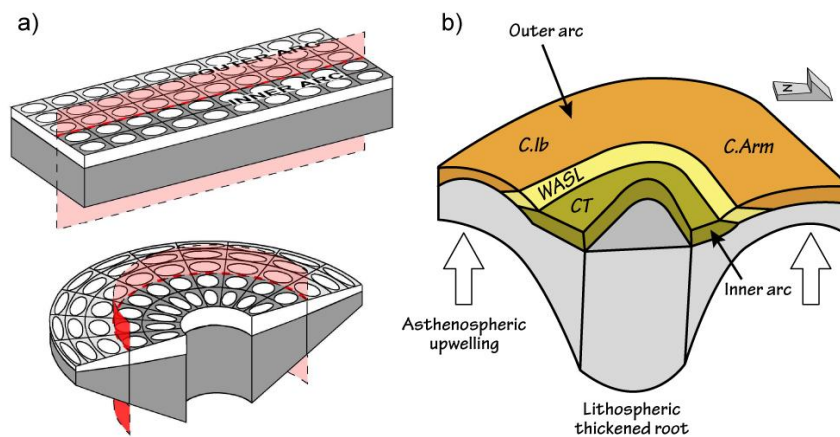 a)
OUTER ARC
INNER ARC
b)
Outer arc
N
C.Ib
C.Arm
WASL
CT
Inner arc
Asthenospheric
upwelling
Lithospheric
thickened root